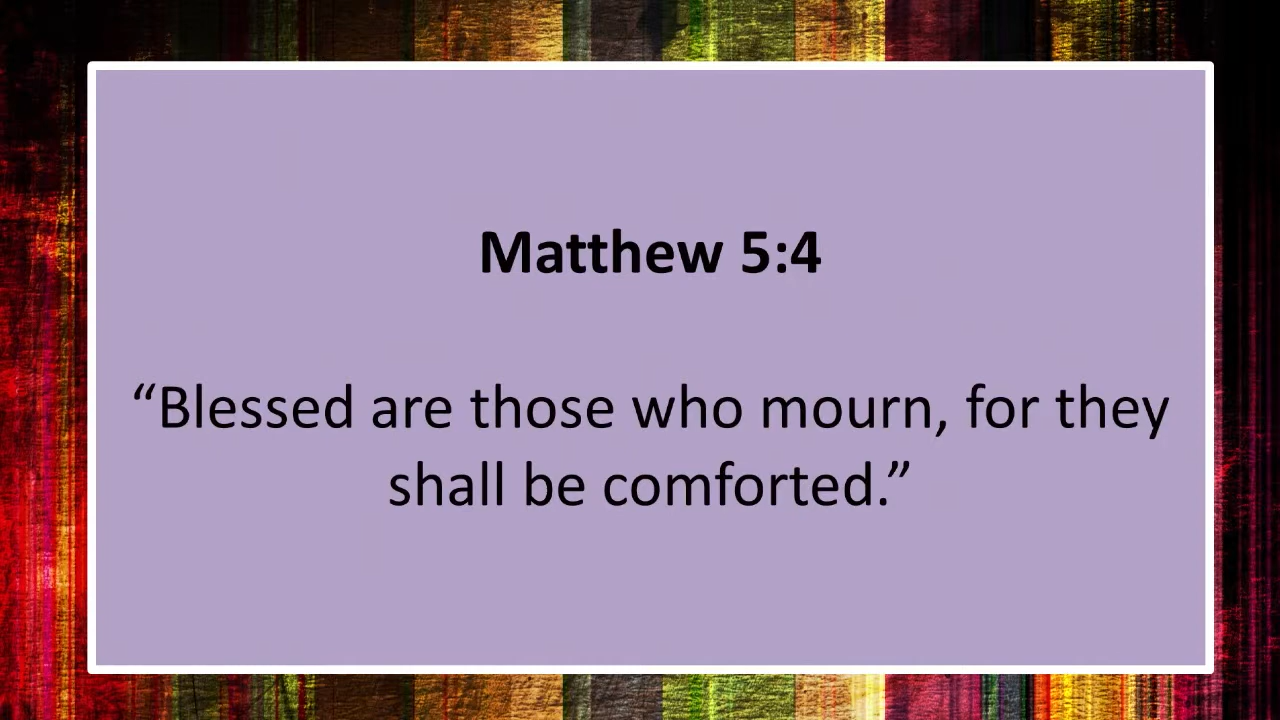 Matthew 5:4
“Blessed are those who mourn, for they
shall be comforted.”